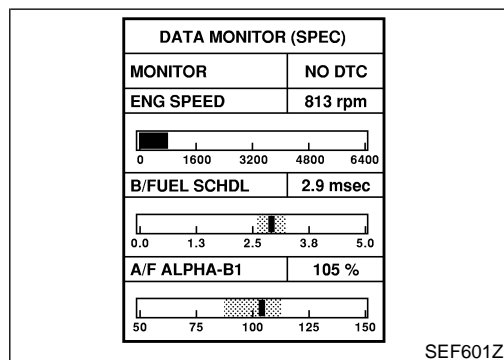 DATA MONITOR (SPEC)
MONITOR NO DTC
ENG SPEED 813 rpm
0 1600 3200 4800 6400
B/FUEL SCHDL 2.9 msec
0.0 1.3 2.5 3.8 5.0
A/F ALPHA-B1 105 %
50 75 100 125 150
SEF601Z